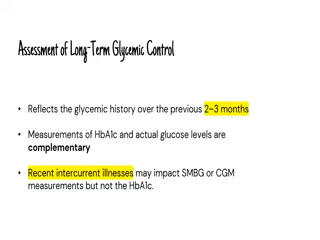 Assessment of Long-Term Glycemic Control
• Reflects the glycemic history over the previous 2-3 months
• Measurements of HbA1c and actual glucose levels are
complementary
• Recent intercurrent illnesses may impact SMBG or CGM
measurements but not the HbA1c.